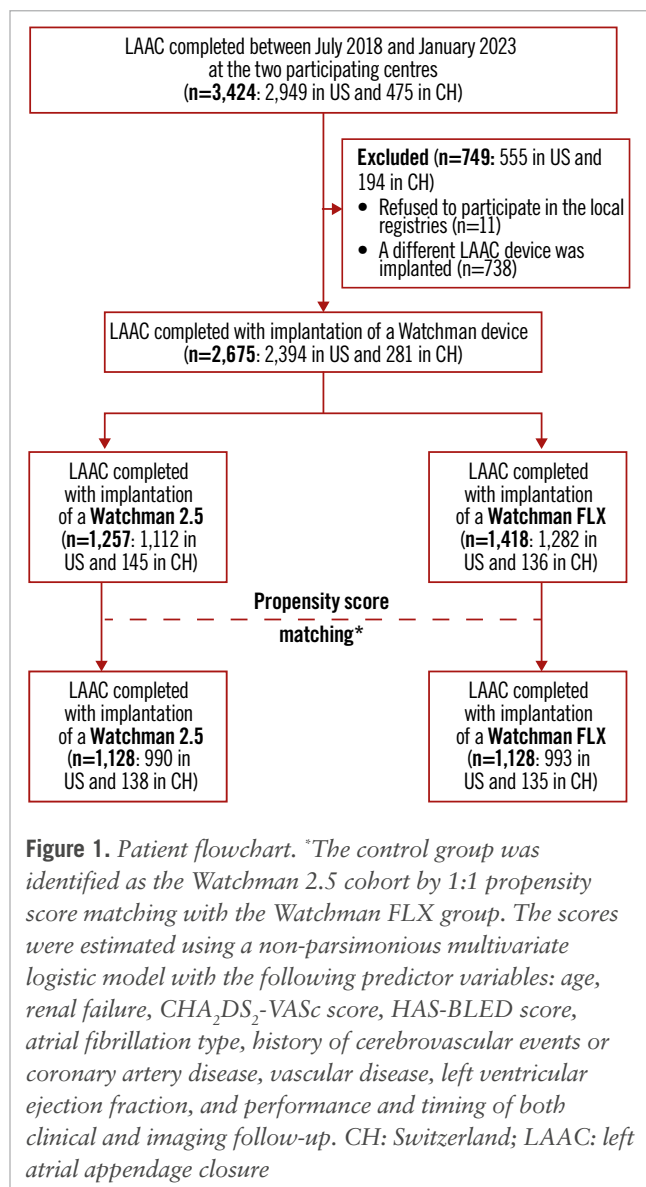 LAAC completed between July 2018 and January 2023
at the two participating centres
(n=3,424: 2,949 in US and 475 in CH)
Excluded (n=749: 555 in US and
194 in CH)
• Refused to participate in the local
registries (n=11)
• A different LAAC device was
implanted (n=738)
LAAC completed with implantation of a Watchman device
(n=2,675: 2,394 in US and 281 in CH)
LAAC completed
with implantation
of a Watchman 2.5
(n=1,257: 1,112 in
US and 145 in CH)
LAAC completed
with implantation
of a Watchman FLX
(n=1,418: 1,282 in
US and 136 in CH)
Propensity score
matching*
LAAC completed
with implantation
of a Watchman 2.5
(n=1,128: 990 in
US and 138 in CH)
LAAC completed
with implantation
of a Watchman FLX
(n=1,128: 993 in
US and 135 in CH)
Figure 1. Patient flowchart. *The control group was
identified as the Watchman 2.5 cohort by 1:1 propensity
score matching with the Watchman FLX group. The scores
were estimated using a non-parsimonious multivariate
logistic model with the following predictor variables: age,
renal failure, CHA₂DS₂-VASc score, HAS-BLED score,
atrial fibrillation type, history of cerebrovascular events or
coronary artery disease, vascular disease, left ventricular
ejection fraction, and performance and timing of both
clinical and imaging follow-up. CH: Switzerland; LAAC: left
atrial appendage closure